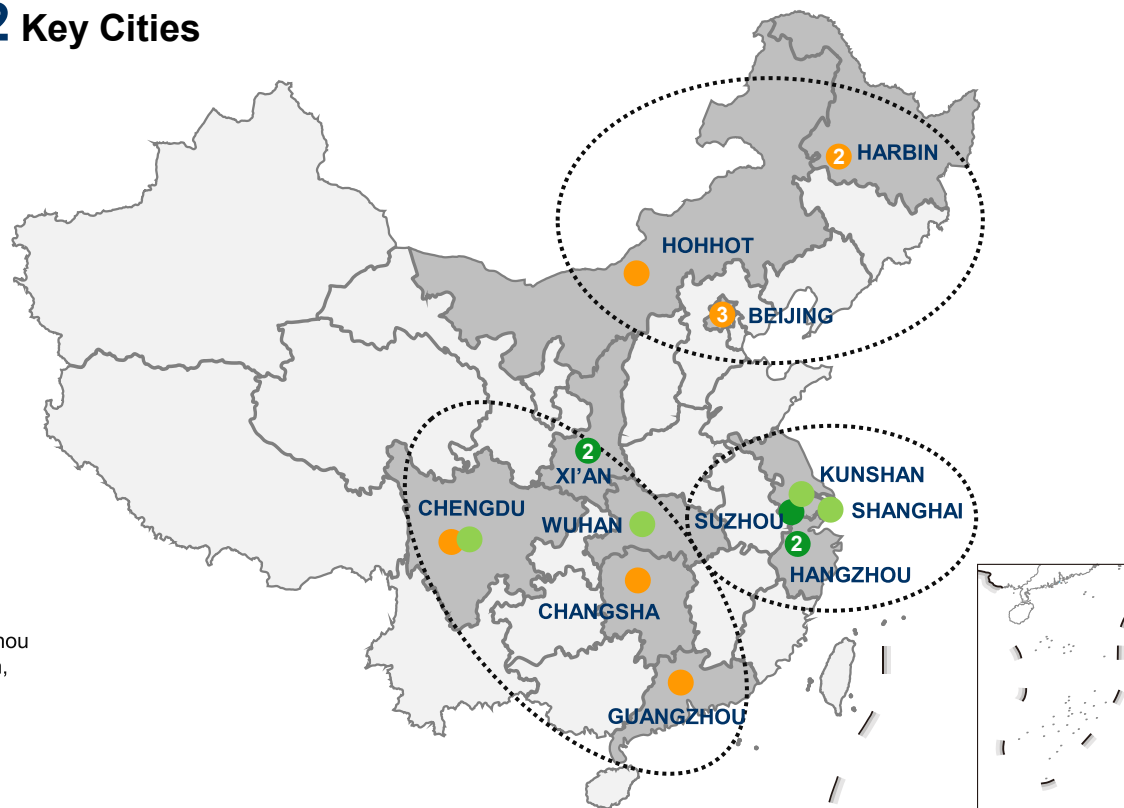 2 Key Cities
2 HARBIN
HOHHOT
3 BEIJING
2
XI’AN
KUNSHAN
CHENGDU
SHANGHAI
WUHAN
SUZHOU
2
HANGZHOU
CHANGSHA
GUANGZHOU